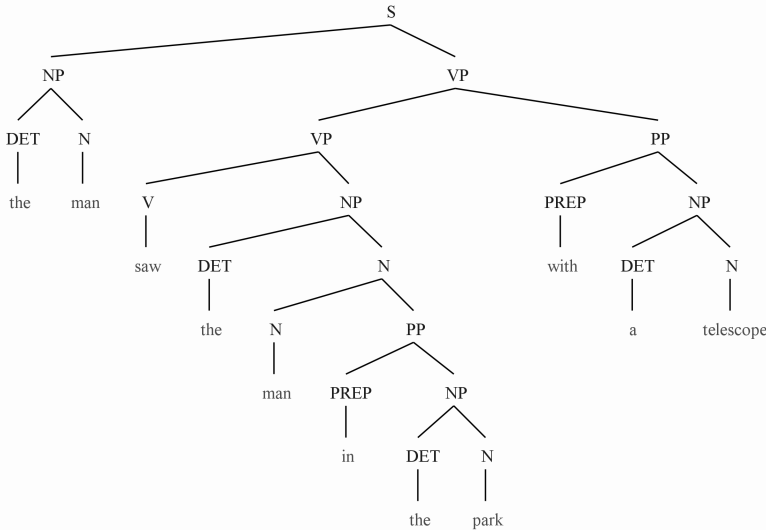 S
NP VP
DET N VP PP
the man V NP PREP NP
saw DET N with DET N
the N PP a telescope
man PREP NP
in DET N
the park